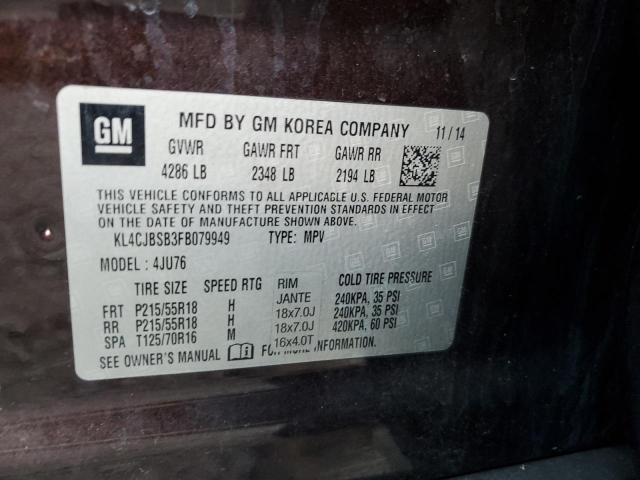 GM
MFD BY GM KOREA COMPANY 11/14
GVWR GAWR FRT GAWR RR
4286 LB 2348 LB 2194 LB
THIS VEHICLE CONFORMS TO ALL APPLICABLE U.S. FEDERAL MOTOR
VEHICLE SAFETY AND THEFT PREVENTION STANDARDS IN EFFECT
ON THE DATE OF MANUFACTURE SHOWN ABOVE.
KL4CJBSB3FB079949 TYPE: MPV
MODEL: 4JU76
TIRE SIZE SPEED RTG RIM COLD TIRE PRESSURE
JANTE
FRT P215/55R18 H 18x7.0J 240KPA, 35 PSI
RR P215/55R18 H 18x7.0J 240KPA, 35 PSI
SPA T125/70R16 M 16x4.0T 420KPA, 60 PSI
SEE OWNER'S MANUAL FOR MORE INFORMATION.